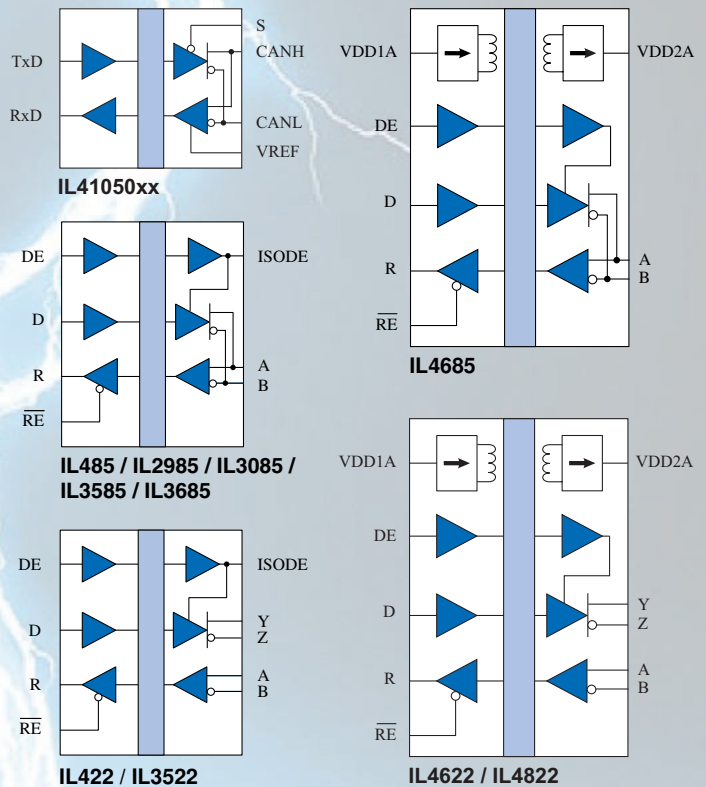 S
TxD
CANH
RxD
CANL
VREF
IL41050xx
DE
ISODE
D
R
A
B
RE
IL485 / IL2985 / IL3085 /
IL3585 / IL3685
DE
ISODE
D
Y
Z
R
A
B
RE
IL422 / IL3522
VDD1A
VDD2A
DE
D
R
A
B
RE
IL4685
VDD1A
VDD2A
DE
D
Y
Z
R
A
B
RE
IL4622 / IL4822